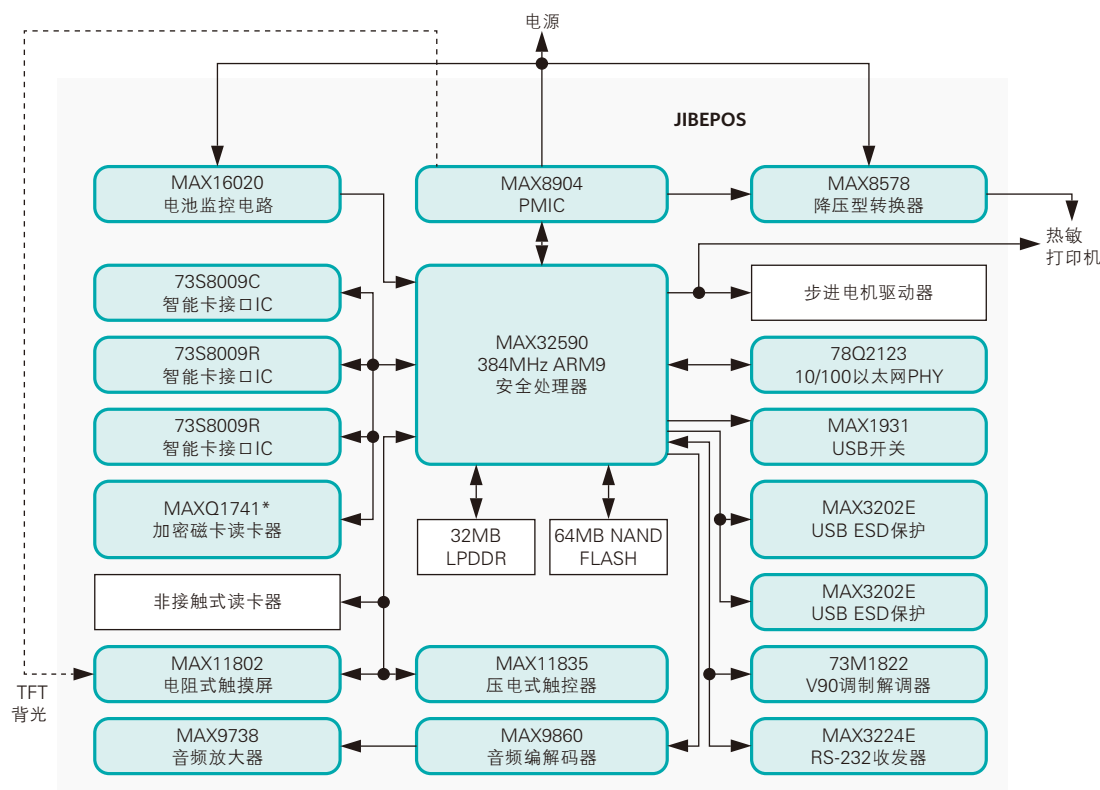 电源
JIBEPOS
MAX16020
电池监控电路
MAX8904
PMIC
MAX8578
降压型转换器
热敏
打印机
73S8009C
智能卡接口IC
步进电机驱动器
MAX32590
384MHz ARM9
安全处理器
73S8009R
智能卡接口IC
78Q2123
10/100以太网PHY
73S8009R
智能卡接口IC
MAX1931
USB开关
MAXQ1741*
加密磁卡读卡器
32MB
LPDDR
64MB NAND
FLASH
MAX3202E
USB ESD保护
非接触式读卡器
MAX3202E
USB ESD保护
TFT
背光
MAX11802
电阻式触摸屏
MAX11835
压电式触控器
73M1822
V90调制解调器
MAX9738
音频放大器
MAX9860
音频编解码器
MAX3224E
RS-232收发器